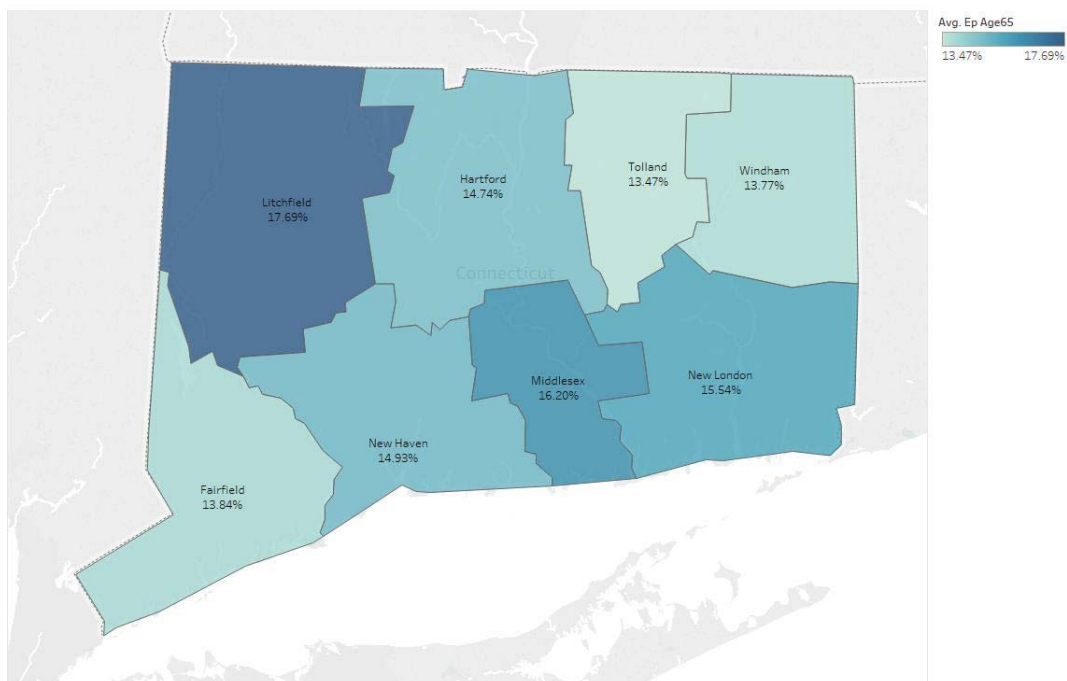 Avg. Ep Age65
13.47% 17.69%
Tolland
13.47%
Windham
13.77%
Hartford
14.74%
Litchfield
17.69%
Connecticut
Middlesex
16.20%
New London
15.54%
New Haven
14.93%
Fairfield
13.84%